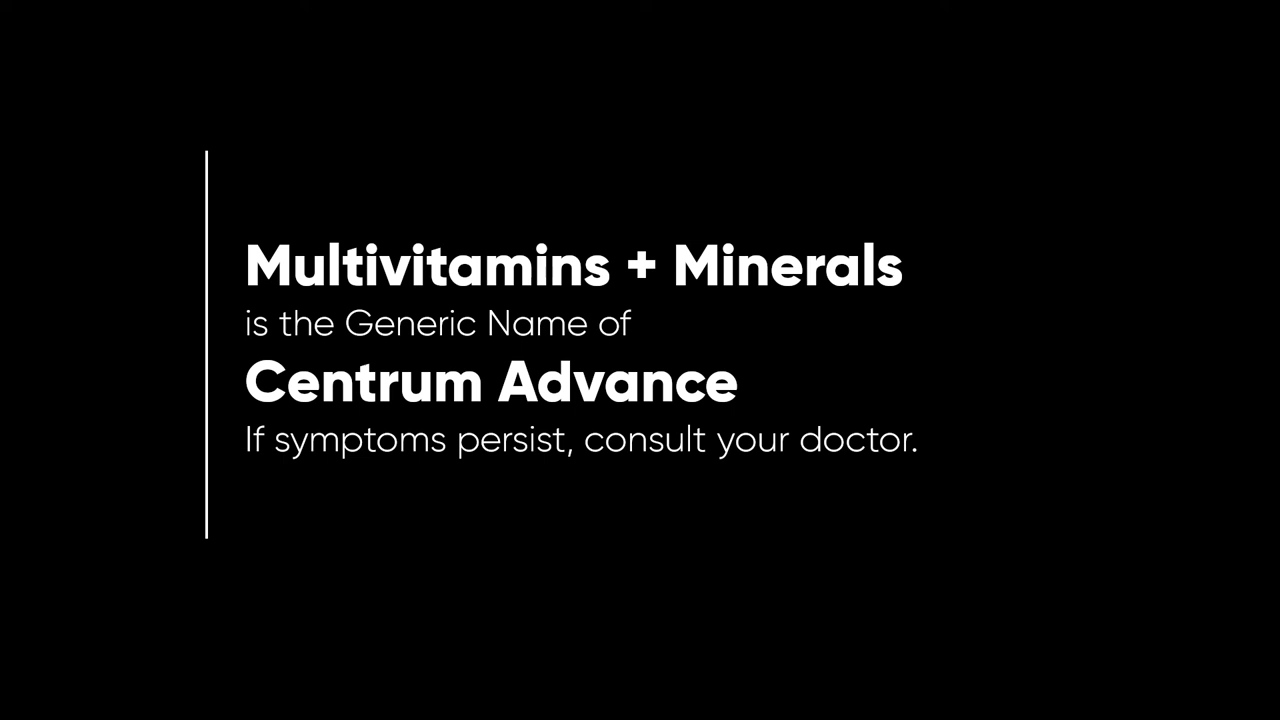 Multivitamins + Minerals
is the Generic Name of
Centrum Advance
If symptoms persist, consult your doctor.